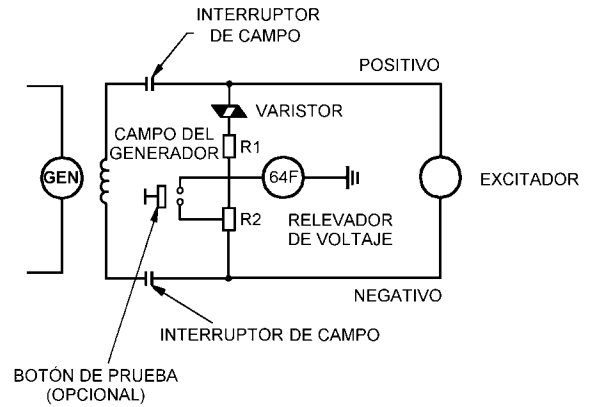 INTERRUPTOR
DE CAMPO
POSITIVO
VARISTOR
CAMPO DEL
GENERADOR
R1
GEN
64F
EXCITADOR
R2
RELEVADOR
DE VOLTAJE
NEGATIVO
INTERRUPTOR DE CAMPO
BOTÓN DE PRUEBA
(OPCIONAL)